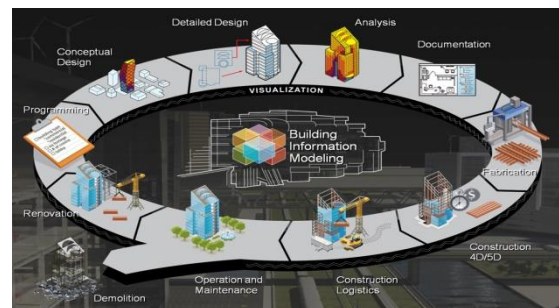 Detailed Design
Analysis
Conceptual
Design
Documentation
VISUALIZATION
Programming
Building
Information
Modeling
Fabrication
Renovation
Construction
4D/5D
Operation and
Maintenance
Construction
Logistics
Demolition